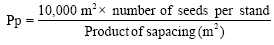 Pp = 10,000 m² × number of seeds per stand
Product of sapacing (m²)